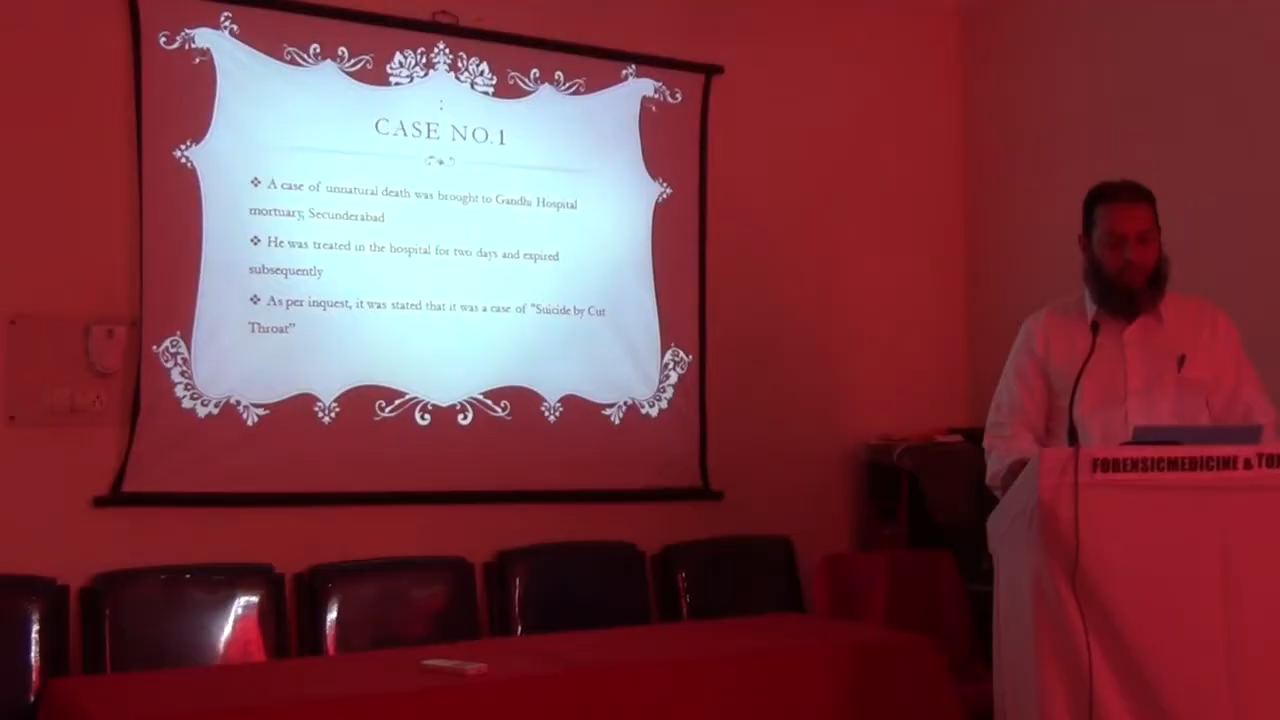 :
CASE NO.1
❖ A case of unnatural death was brought to Gandhi Hospital
mortuary, Secunderabad
❖ He was treated in the hospital for two days and expired
subsequently
❖ As per inquest, it was stated that it was a case of "Suicide by Cut
Throat"
FORENSICMEDICINE & TO